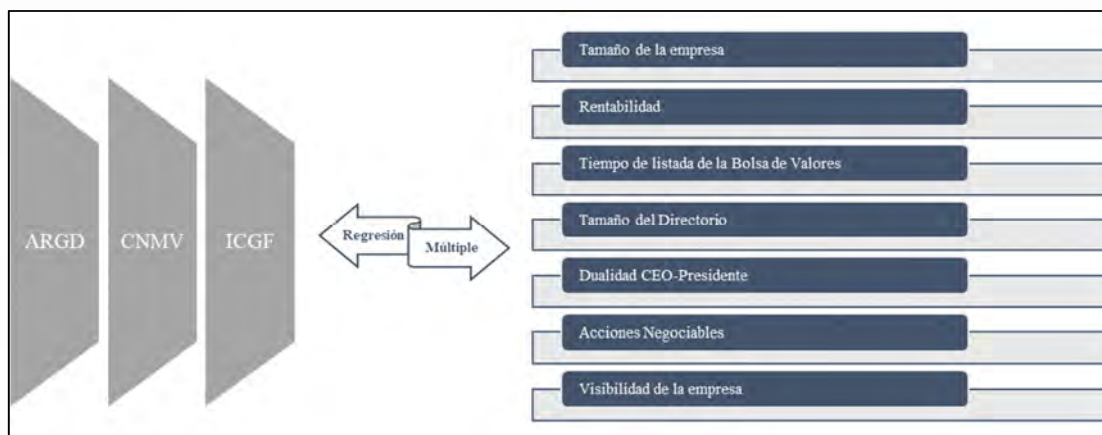 ARGD
CNMV
ICGF
Regresión
Múltiple
Tamaño de la empresa
Rentabilidad
Tiempo de listada de la Bolsa de Valores
Tamaño del Directorio
Dualidad CEO-Presidente
Acciones Negociables
Visibilidad de la empresa